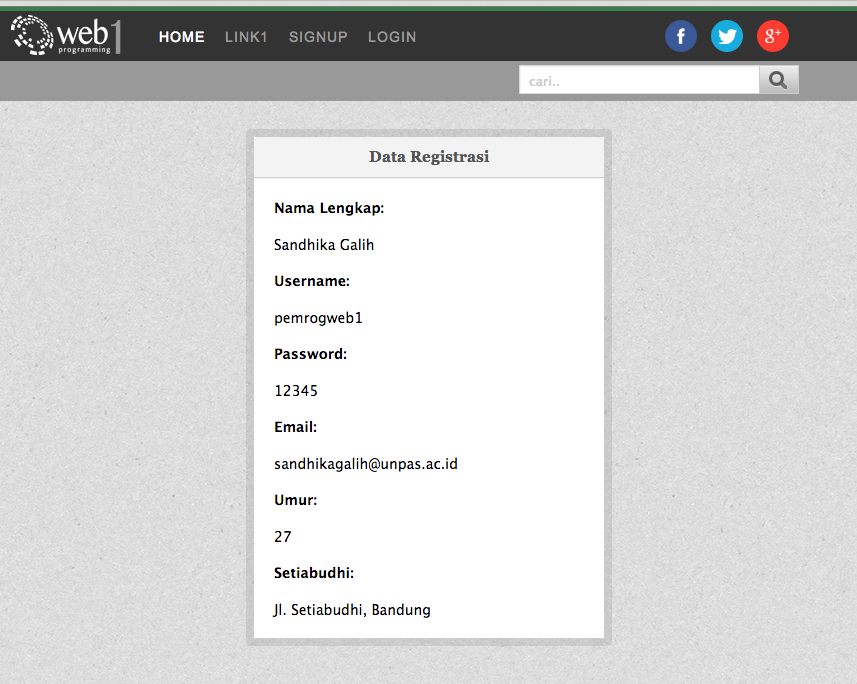 web1
programming
HOME LINK1 SIGNUP LOGIN
f g+
cari..
Data Registrasi
Nama Lengkap:
Sandhika Galih
Username:
pemrogweb1
Password:
12345
Email:
sandhikagalih@unpas.ac.id
Umur:
27
Setiabudhi:
Jl. Setiabudhi, Bandung